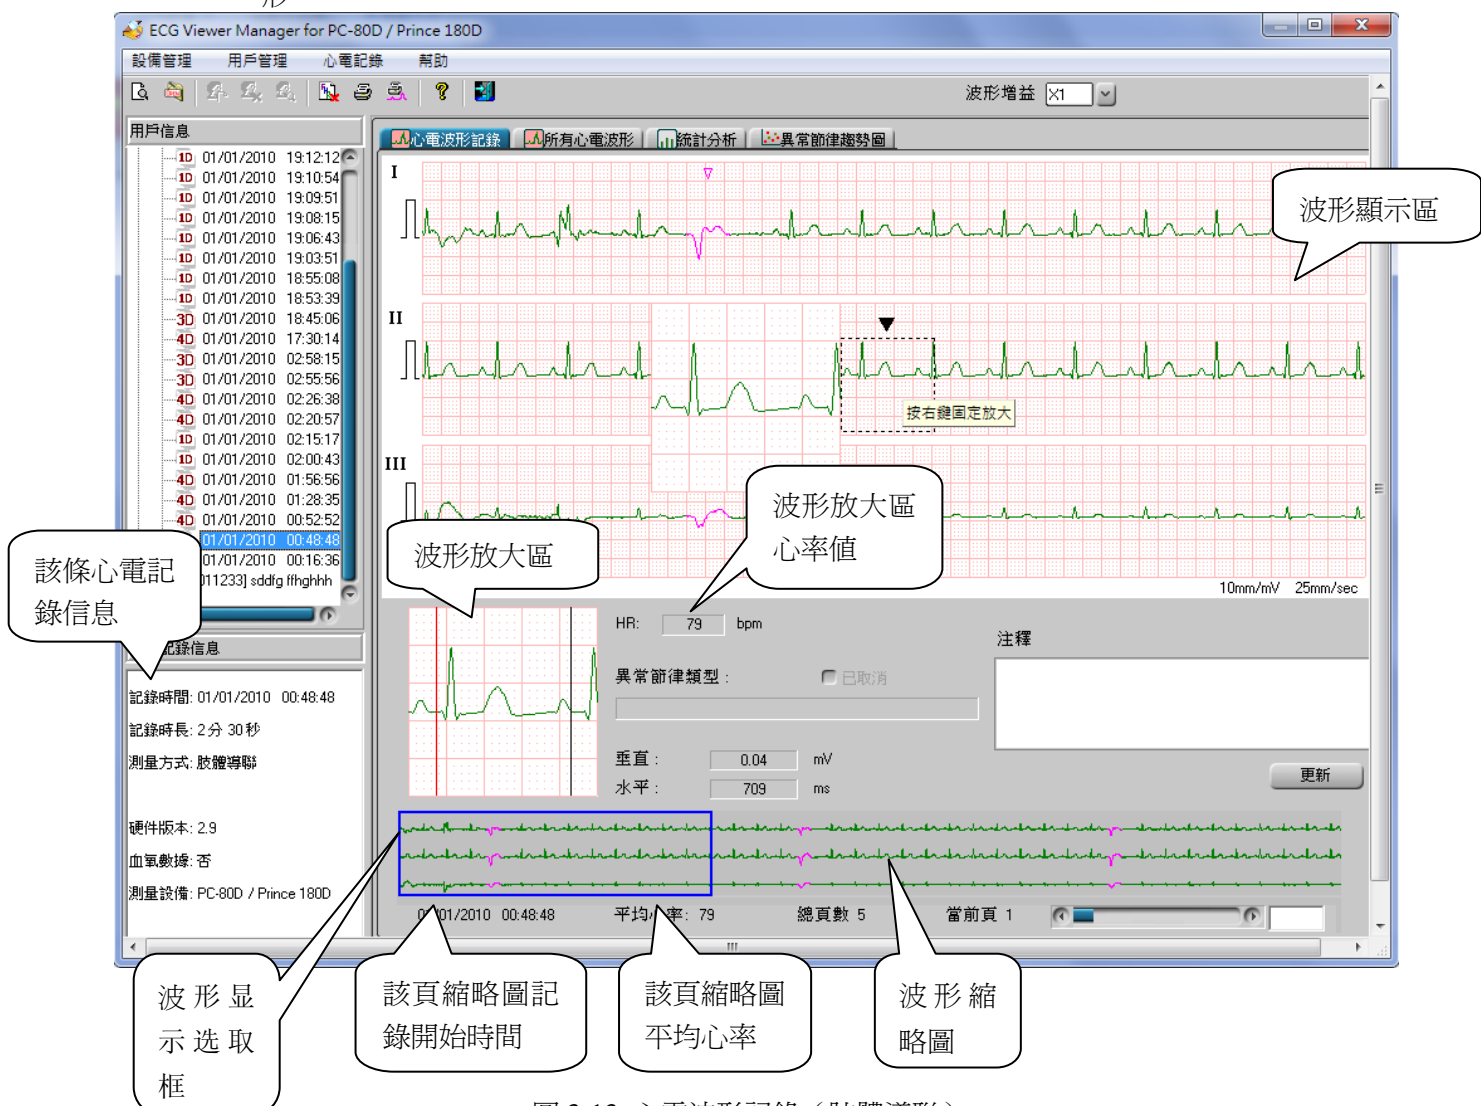 形
ECG Viewer Manager for PC-80D / Prince 180D
設備管理 用戶管理 心電記錄 幫助
波形增益 X1
用戶信息
心電波形記錄 所有心電波形 統計分析 異常節律趨勢圖
1D 01/01/2010 19:12:12
1D 01/01/2010 19:10:54
1D 01/01/2010 19:09:51
1D 01/01/2010 19:08:15
1D 01/01/2010 19:06:43
1D 01/01/2010 19:03:51
1D 01/01/2010 18:55:08
1D 01/01/2010 18:53:39
3D 01/01/2010 18:45:06
4D 01/01/2010 17:30:14
3D 01/01/2010 02:58:15
3D 01/01/2010 02:55:56
4D 01/01/2010 02:26:38
4D 01/01/2010 02:20:57
1D 01/01/2010 02:15:17
1D 01/01/2010 02:00:43
4D 01/01/2010 01:56:56
4D 01/01/2010 01:28:35
4D 01/01/2010 00:52:52
01/01/2010 00:48:48
01/01/2010 00:16:36
011233] sddfg ffhghhh
I
波形顯示區
II
按右鍵固定放大
III
波形放大區
心率值
波形放大區
10mm/mV 25mm/sec
該條心電記
錄信息
記錄信息
記錄時間: 01/01/2010 00:48:48
記錄時長: 2分 30秒
測量方式: 肢體導聯
硬件版本: 2.9
血氧數據: 否
測量設備: PC-80D / Prince 180D
HR: 79 bpm
異常節律類型: 已取消
垂直: 0.04 mV
水平: 709 ms
注釋
更新
01/01/2010 00:48:48 平均心率: 79 總頁數 5 當前頁 1
波形显
示选取
框
該頁縮略圖記
錄開始時間
該頁縮略圖
平均心率
波形縮
略圖